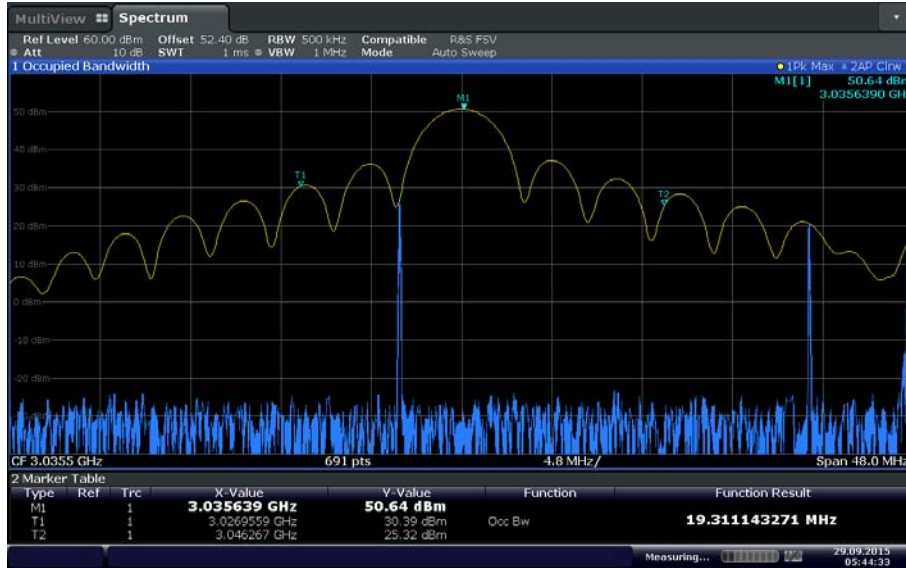 MultiView Spectrum
Ref Level 60.00 dBm Offset 52.40 dB RBW 500 kHz Compatible R&S FSV
Att 10 dB SWT 1 ms VBW 1 MHz Mode Auto Sweep
1 Occupied Bandwidth 1Pk Max 2AP Clrw
M1[1] 50.64 dBm
3.0356390 GH
M1
50 dBm
40 dBm
T1
30 dBm
T2
20 dBm
10 dBm
0 dBm
-10 dBm
-20 dBm
CF 3.0355 GHz 691 pts 4.8 MHz/ Span 48.0 MHz
2 Marker Table
Type Ref Trc X-Value Y-Value Function Function Result
M1 1 3.035639 GHz 50.64 dBm
T1 1 3.0269559 GHz 30.39 dBm Occ Bw 19.311143271 MHz
T2 1 3.046267 GHz 25.32 dBm
Measuring... 29.09.2015
05:44:33